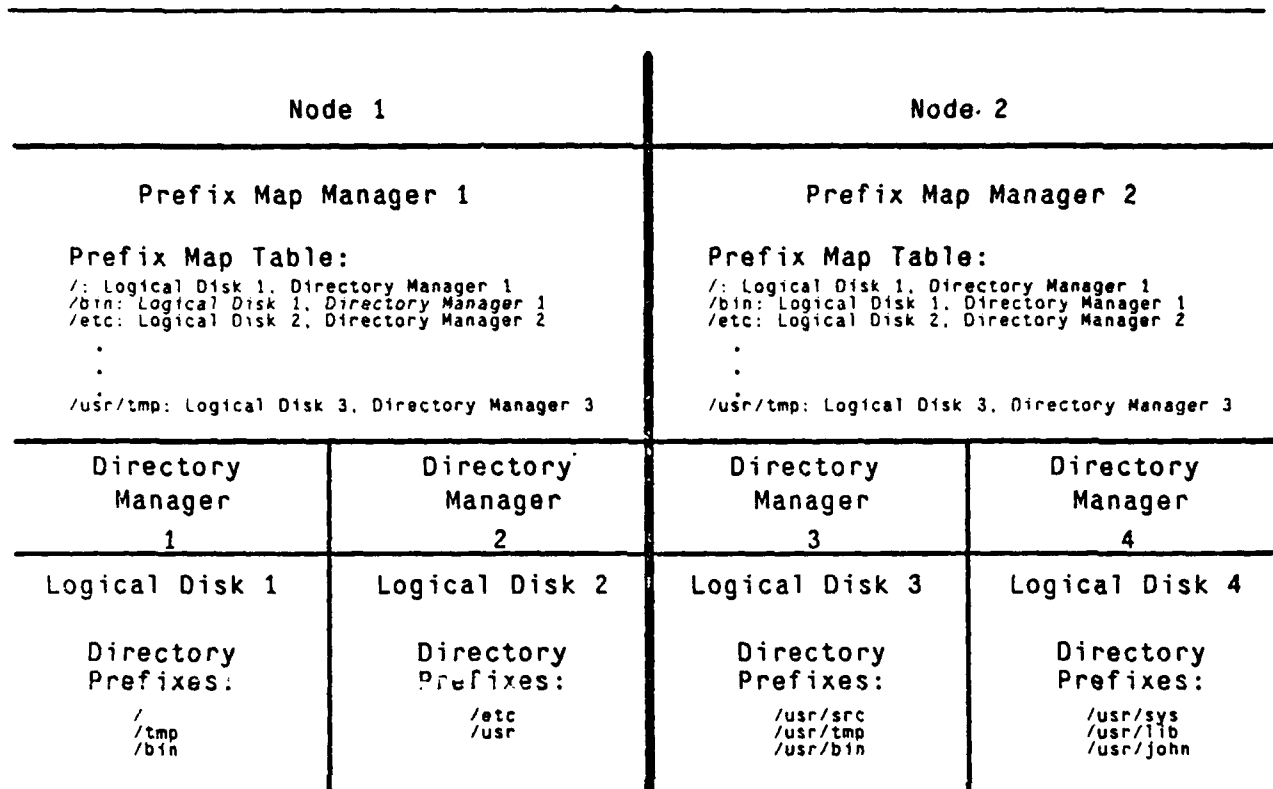 Node 1
Node 2
Prefix Map Manager 1
Prefix Map Table:
/: Logical Disk 1, Directory Manager 1
/bin: Logical Disk 1, Directory Manager 1
/etc: Logical Disk 2, Directory Manager 2
.
.
.
/usr/tmp: Logical Disk 3, Directory Manager 3
Prefix Map Manager 2
Prefix Map Table:
/: Logical Disk 1, Directory Manager 1
/bin: Logical Disk 1, Directory Manager 1
/etc: Logical Disk 2, Directory Manager 2
.
.
.
/usr/tmp: Logical Disk 3, Directory Manager 3
Directory
Manager
1
Directory
Manager
2
Directory
Manager
3
Directory
Manager
4
Logical Disk 1
Directory
Prefixes:
/
/tmp
/bin
Logical Disk 2
Directory
Prefixes:
/etc
/usr
Logical Disk 3
Directory
Prefixes:
/usr/src
/usr/tmp
/usr/bin
Logical Disk 4
Directory
Prefixes:
/usr/sys
/usr/lib
/usr/john